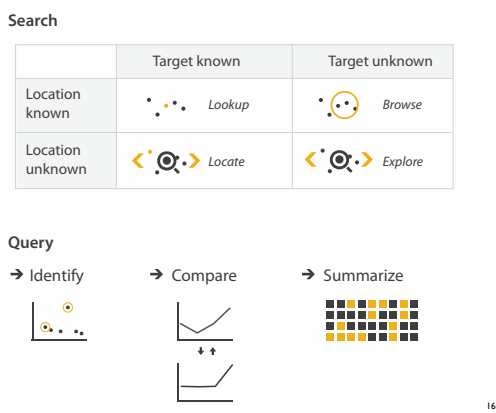 Search
Target known
Target unknown
Location
known
Lookup
Browse
Location
unknown
Locate
Explore
Query
➔ Identify
➔ Compare
➔ Summarize
16